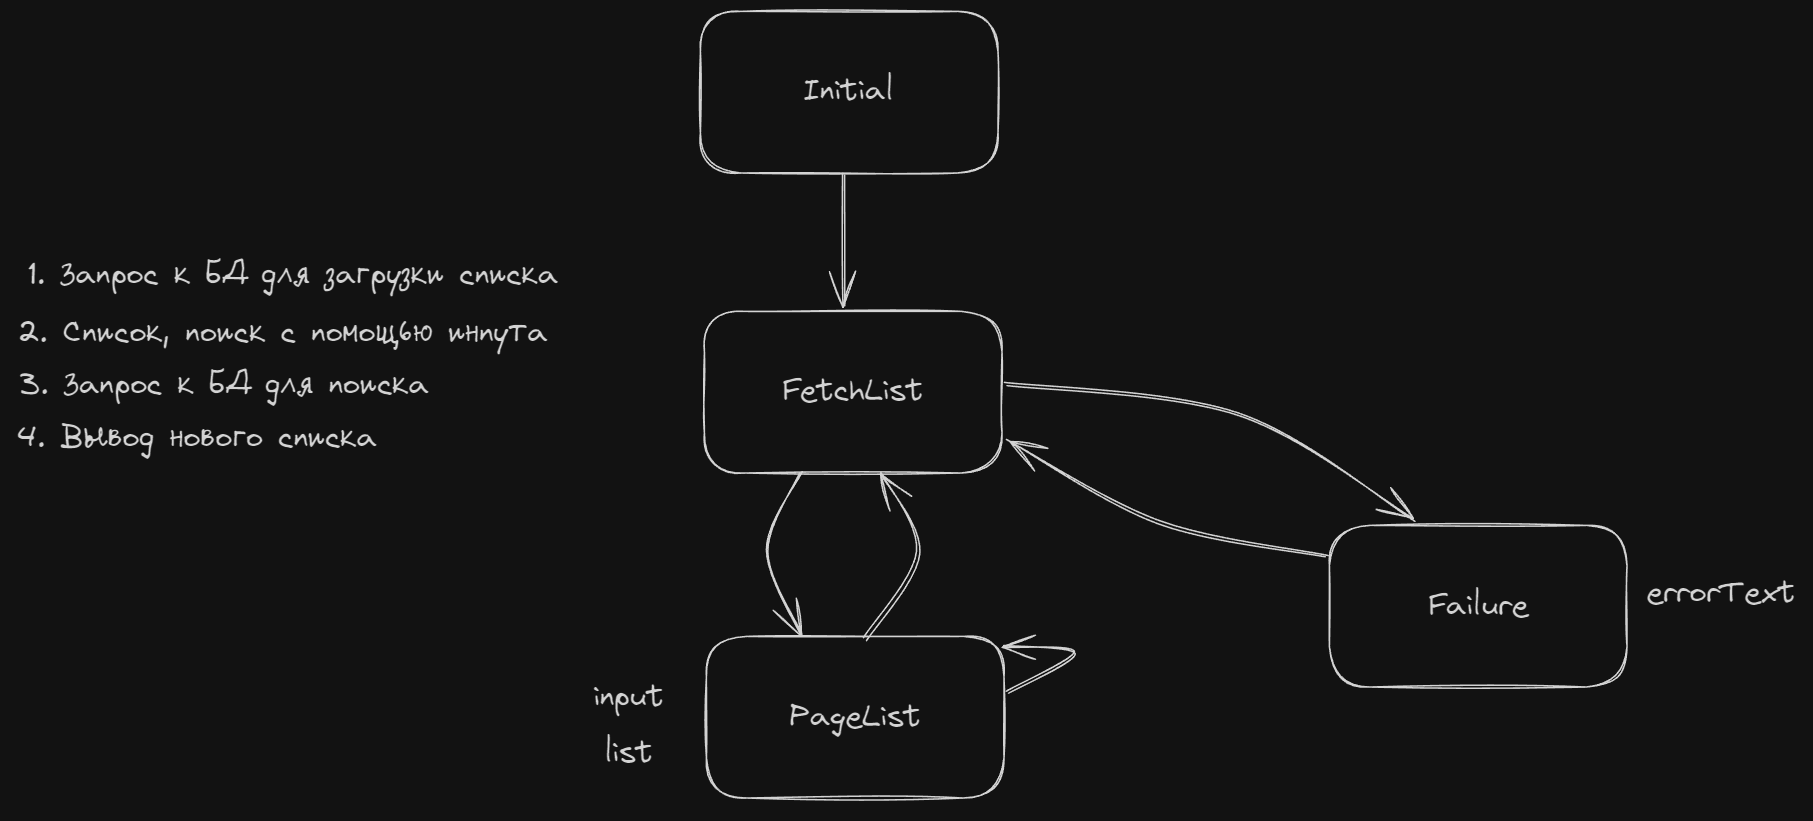 Initial
1. Запрос к БД для загрузки списка
2. Список, поиск с помощью инпута
3. Запрос к БД для поиска
4. Вывод нового списка
FetchList
Failure
errorText
input
list
PageList